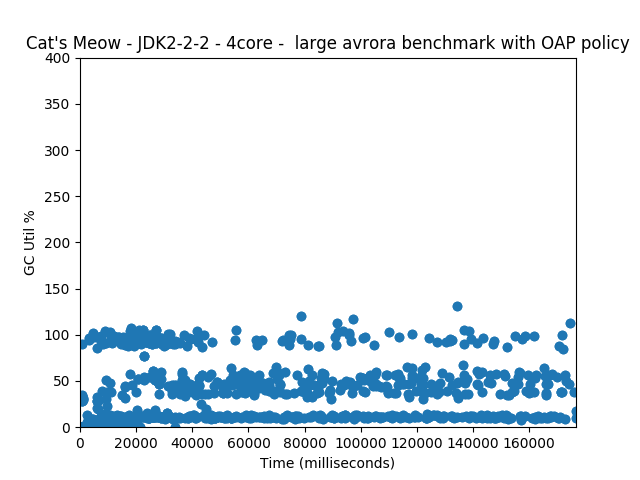 Cat's Meow - JDK2-2-2 - 4core -  large avrora benchmark with OAP policy
400
350
300
250
200
150
100
50
0
GC Util %
0 20000 40000 60000 80000 100000 120000 140000 160000
Time (milliseconds)